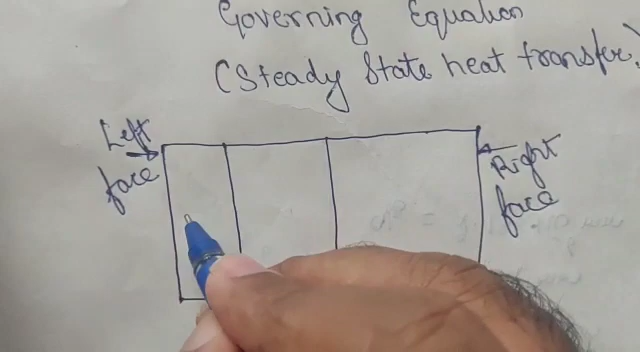 Governing Equation
(Steady State heat transfer)
Left
face
Right
face